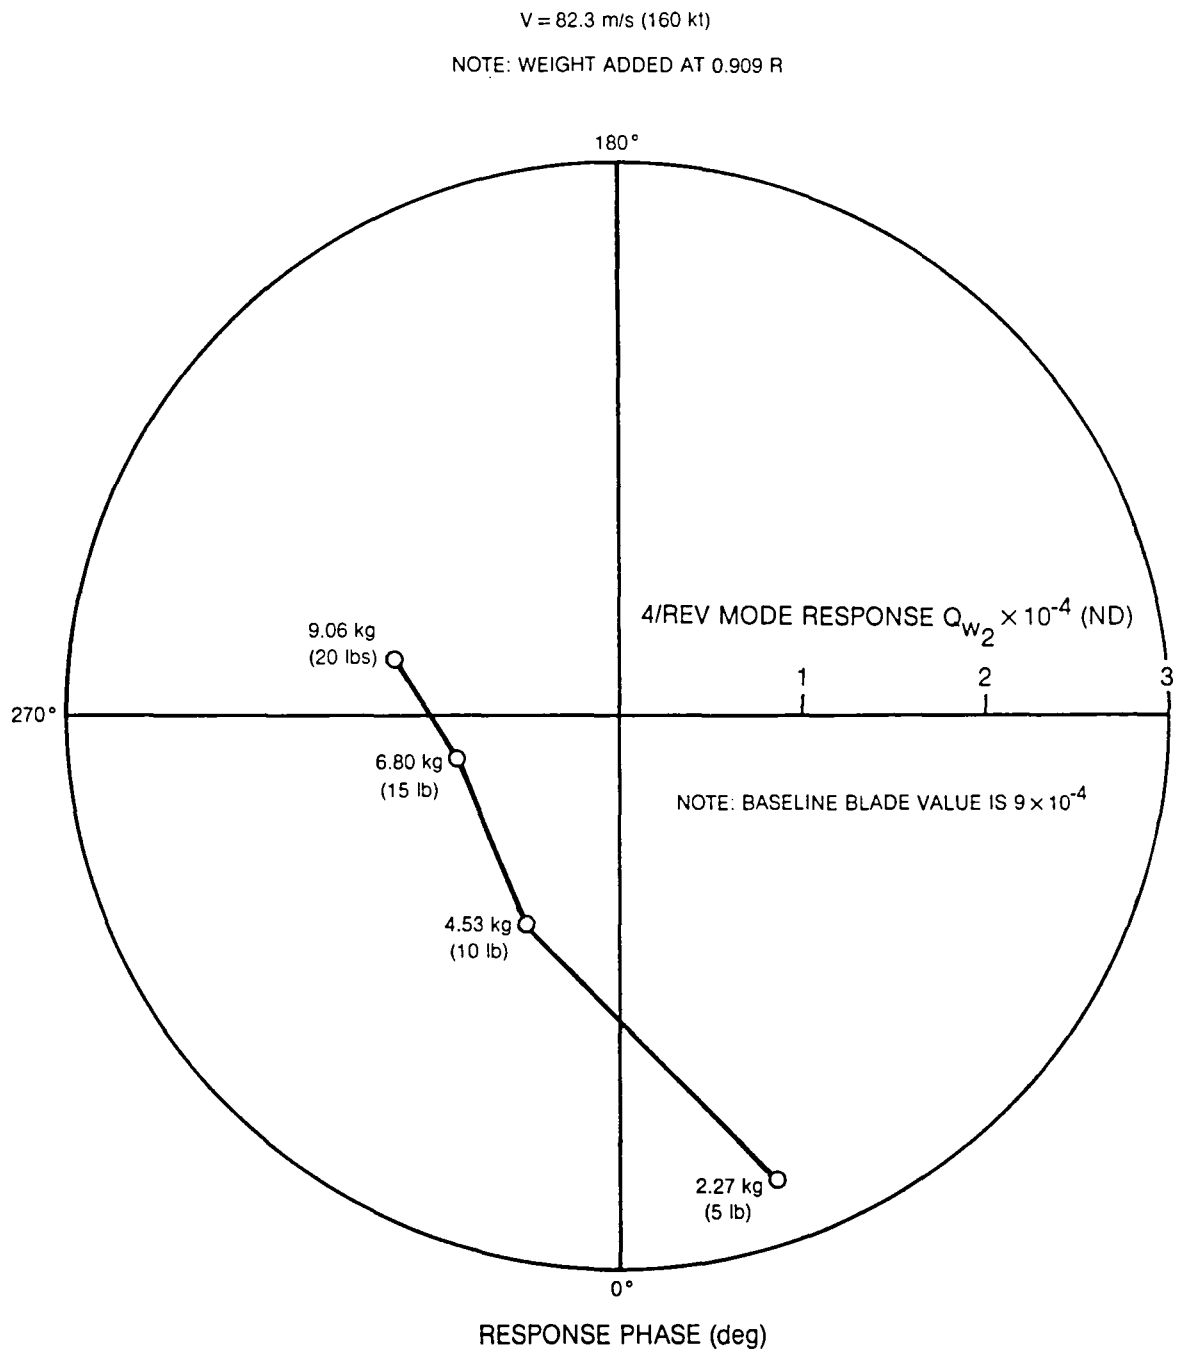 V = 82.3 m/s (160 kt)
NOTE: WEIGHT ADDED AT 0.909 R
180°
4/REV MODE RESPONSE Q_{w_2} × 10^{-4} (ND)
9.06 kg
(20 lbs)
1 2 3
270°
6.80 kg
(15 lb)
NOTE: BASELINE BLADE VALUE IS 9 × 10^{-4}
4.53 kg
(10 lb)
2.27 kg
(5 lb)
0°
RESPONSE PHASE (deg)